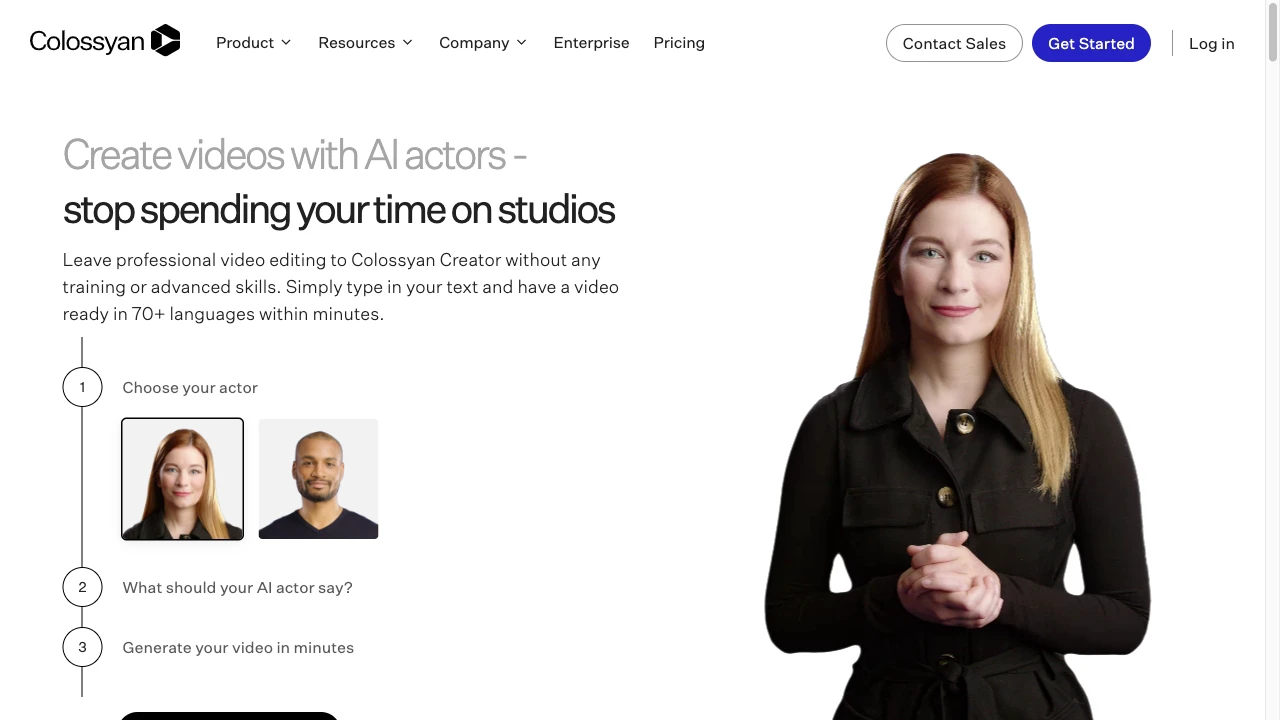 Colossyan
Product
Resources
Company
Enterprise
Pricing
Contact Sales
Get Started
Log in
Create videos with AI actors -
stop spending your time on studios
Leave professional video editing to Colossyan Creator without any
training or advanced skills. Simply type in your text and have a video
ready in 70+ languages within minutes.
1 Choose your actor
2 What should your AI actor say?
3 Generate your video in minutes